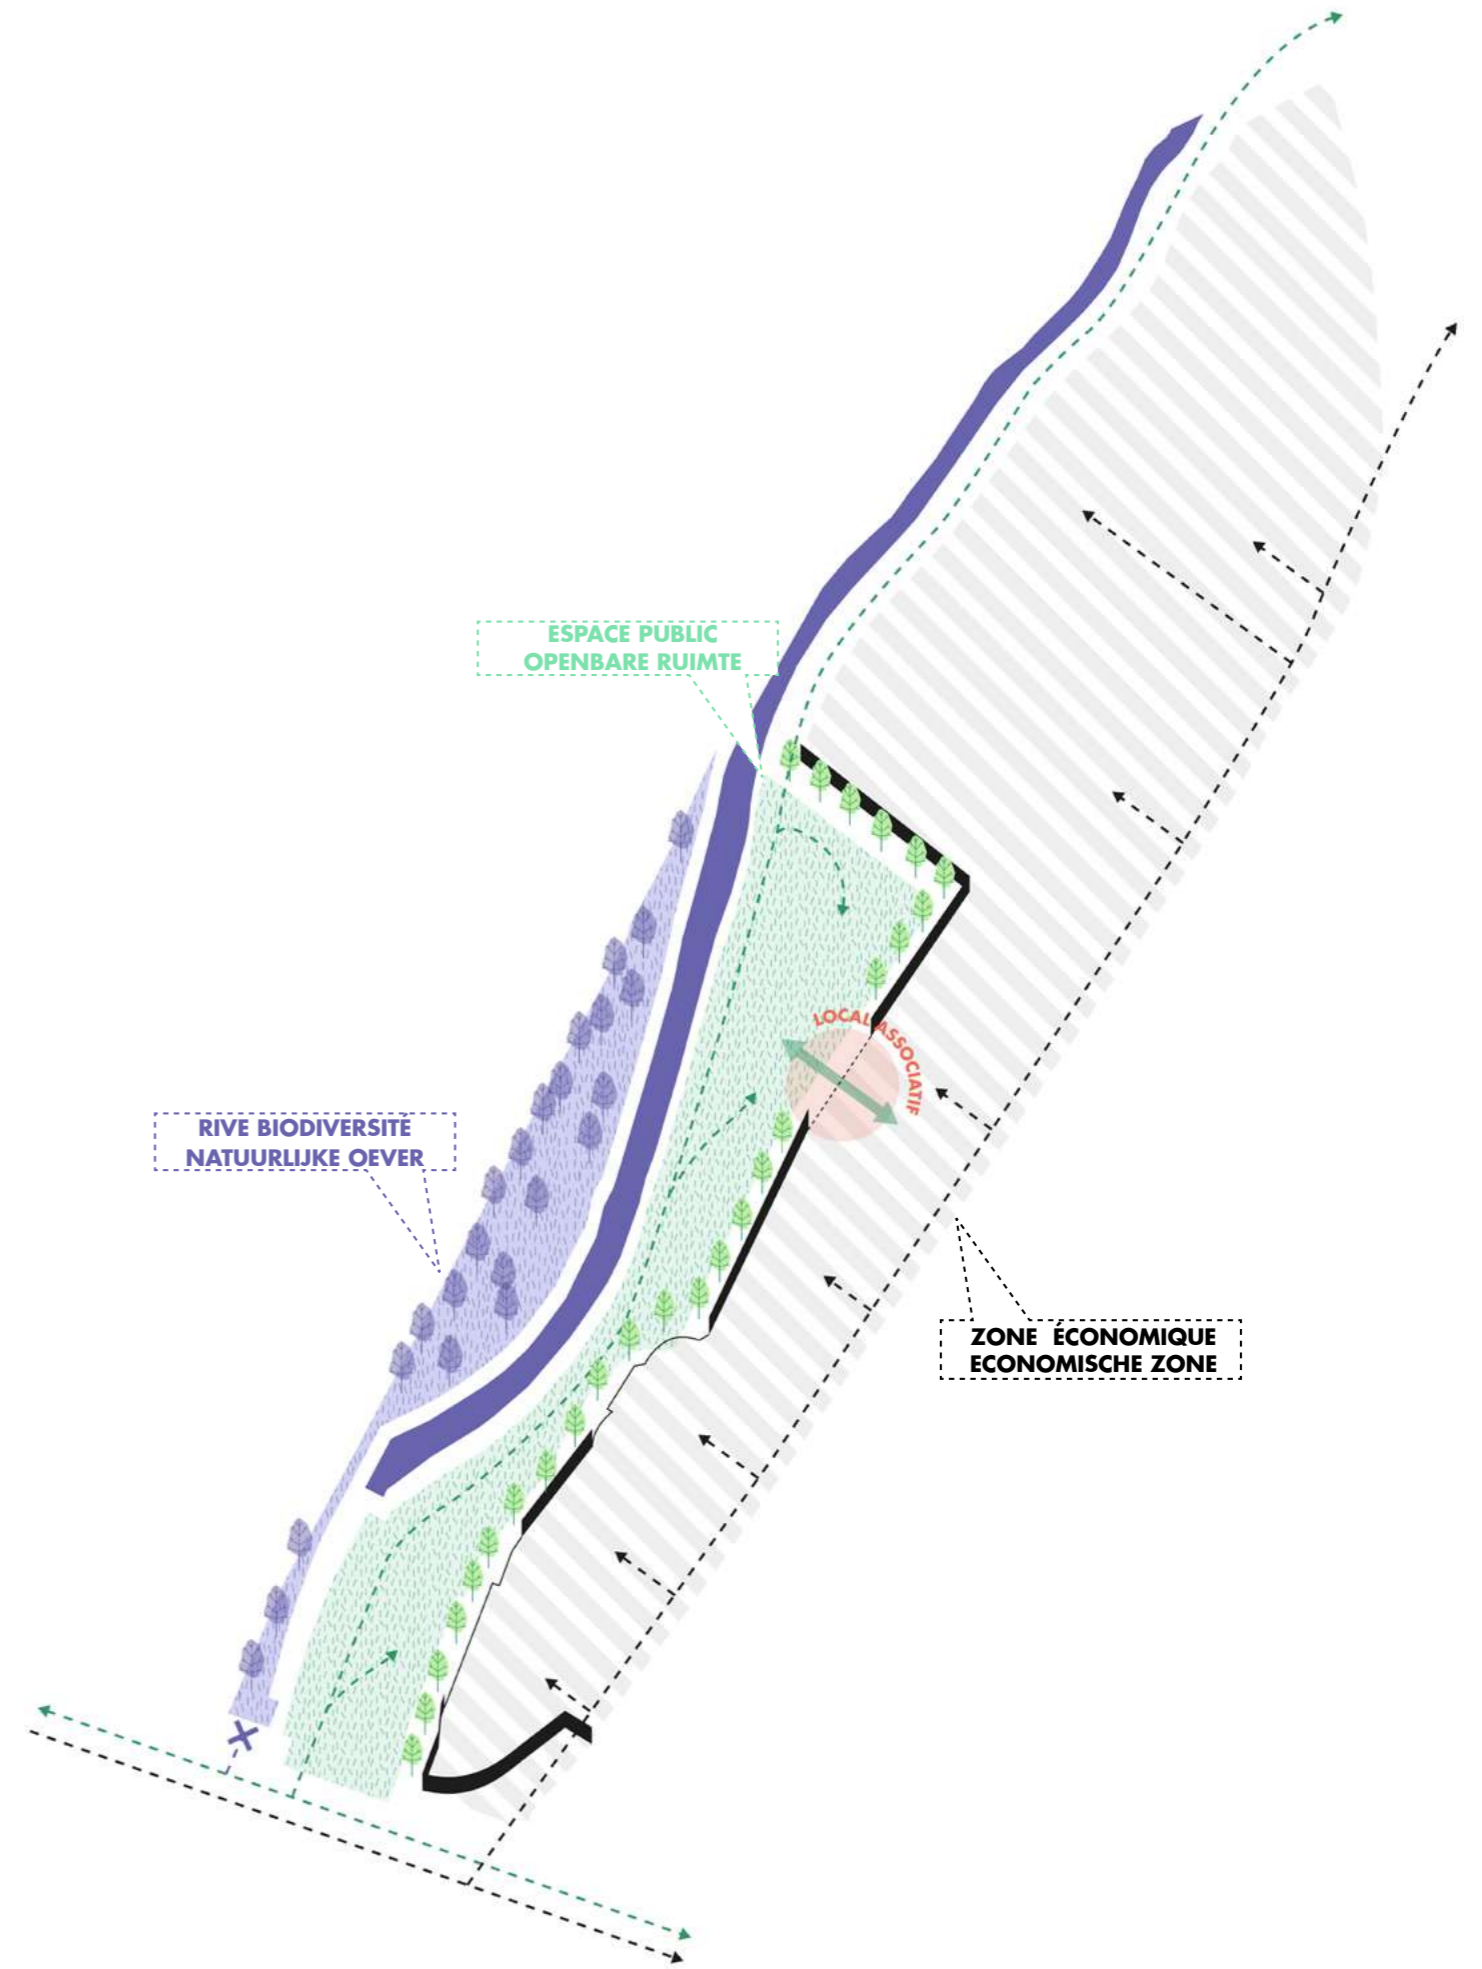 ESPACE PUBLIC
OPENBARE RUIMTE
LOCAL ASSOCIATIF
RIVE BIODIVERSITÉ
NATUURLIJKE OEVER
ZONE ÉCONOMIQUE
ECONOMISCHE ZONE